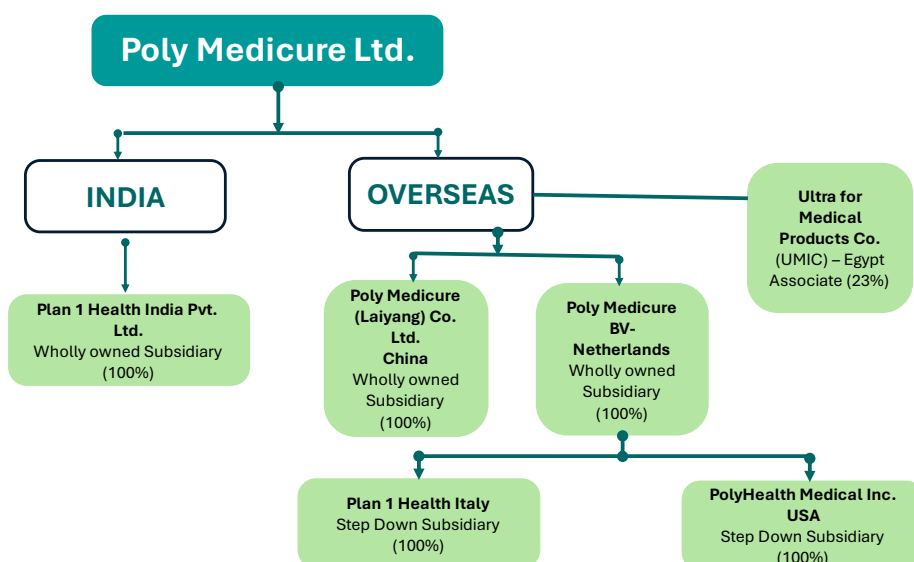 Poly Medicure Ltd.
INDIA
OVERSEAS
Ultra for
Medical
Products Co.
(UMIC) – Egypt
Associate (23%)
Plan 1 Health India Pvt.
Ltd.
Wholly owned Subsidiary
(100%)
Poly Medicure
(Laiyang) Co.
Ltd.
China
Wholly owned
Subsidiary
(100%)
Poly Medicure
BV-
Netherlands
Wholly owned
Subsidiary
(100%)
Plan 1 Health Italy
Step Down Subsidiary
(100%)
PolyHealth Medical Inc.
USA
Step Down Subsidiary
(100%)